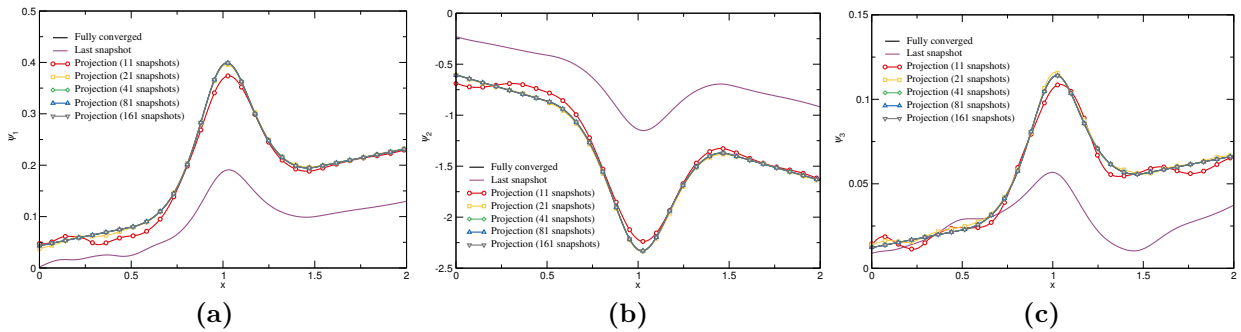 0.5
0.4
0.3
0.2
0.1
0
ψ1
0
0.5
1
1.5
2
x
Fully converged
Last snapshot
Projection (11 snapshots)
Projection (21 snapshots)
Projection (41 snapshots)
Projection (81 snapshots)
Projection (161 snapshots)
(a)
0
-0.5
-1.0
-1.5
-2.0
-2.5
ψ2
0
0.5
1
1.5
2
x
Fully converged
Last snapshot
Projection (11 snapshots)
Projection (21 snapshots)
Projection (41 snapshots)
Projection (81 snapshots)
Projection (161 snapshots)
(b)
0.15
0.1
0.05
0
ψ3
0
0.5
1
1.5
2
x
Fully converged
Last snapshot
Projection (11 snapshots)
Projection (21 snapshots)
Projection (41 snapshots)
Projection (81 snapshots)
Projection (161 snapshots)
(c)